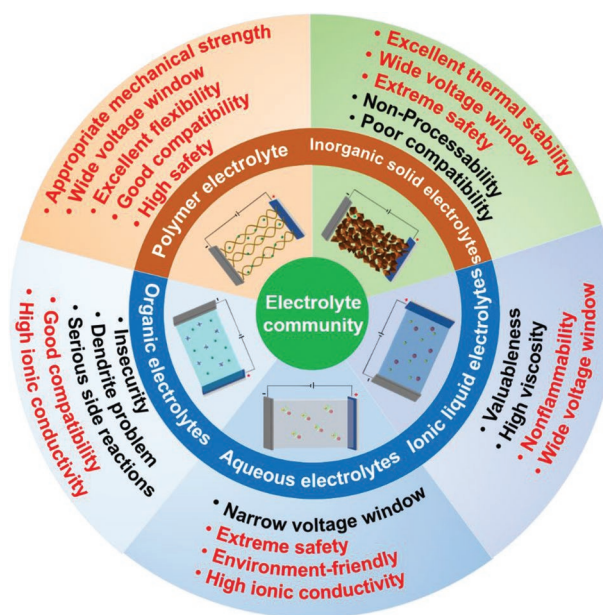 Electrolyte
community
Polymer electrolyte
• Appropriate mechanical strength
• Wide voltage window
• Excellent flexibility
• Good compatibility
• High safety
Inorganic solid electrolytes
• Excellent thermal stability
• Wide voltage window
• Extreme safety
• Non-Processability
• Poor compatibility
Ionic liquid electrolytes
• Valuableness
• High viscosity
• Nonflammability
• Wide voltage window
Aqueous electrolytes
• Narrow voltage window
• Extreme safety
• Environment-friendly
• High ionic conductivity
Organic electrolytes
• Insecurity
• Dendrite problem
• Serious side reactions
• Good compatibility
• High ionic conductivity